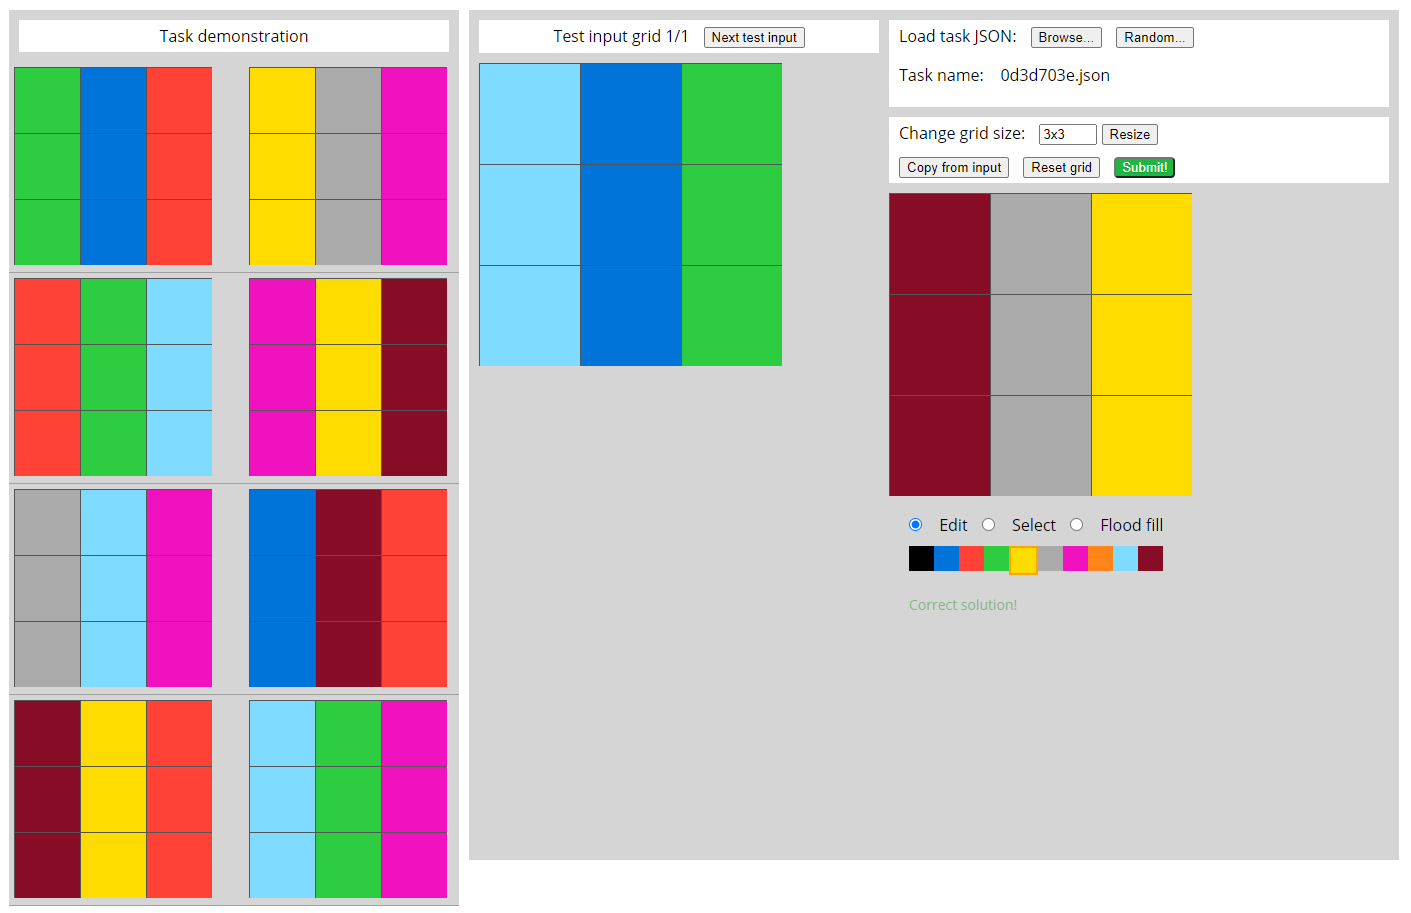 Task demonstration
Test input grid 1/1 Next test input
Load task JSON: Browse... Random...
Task name: 0d3d703e.json
Change grid size: 3x3 Resize
Copy from input Reset grid Submit!
Edit Select Flood fill
Correct solution!